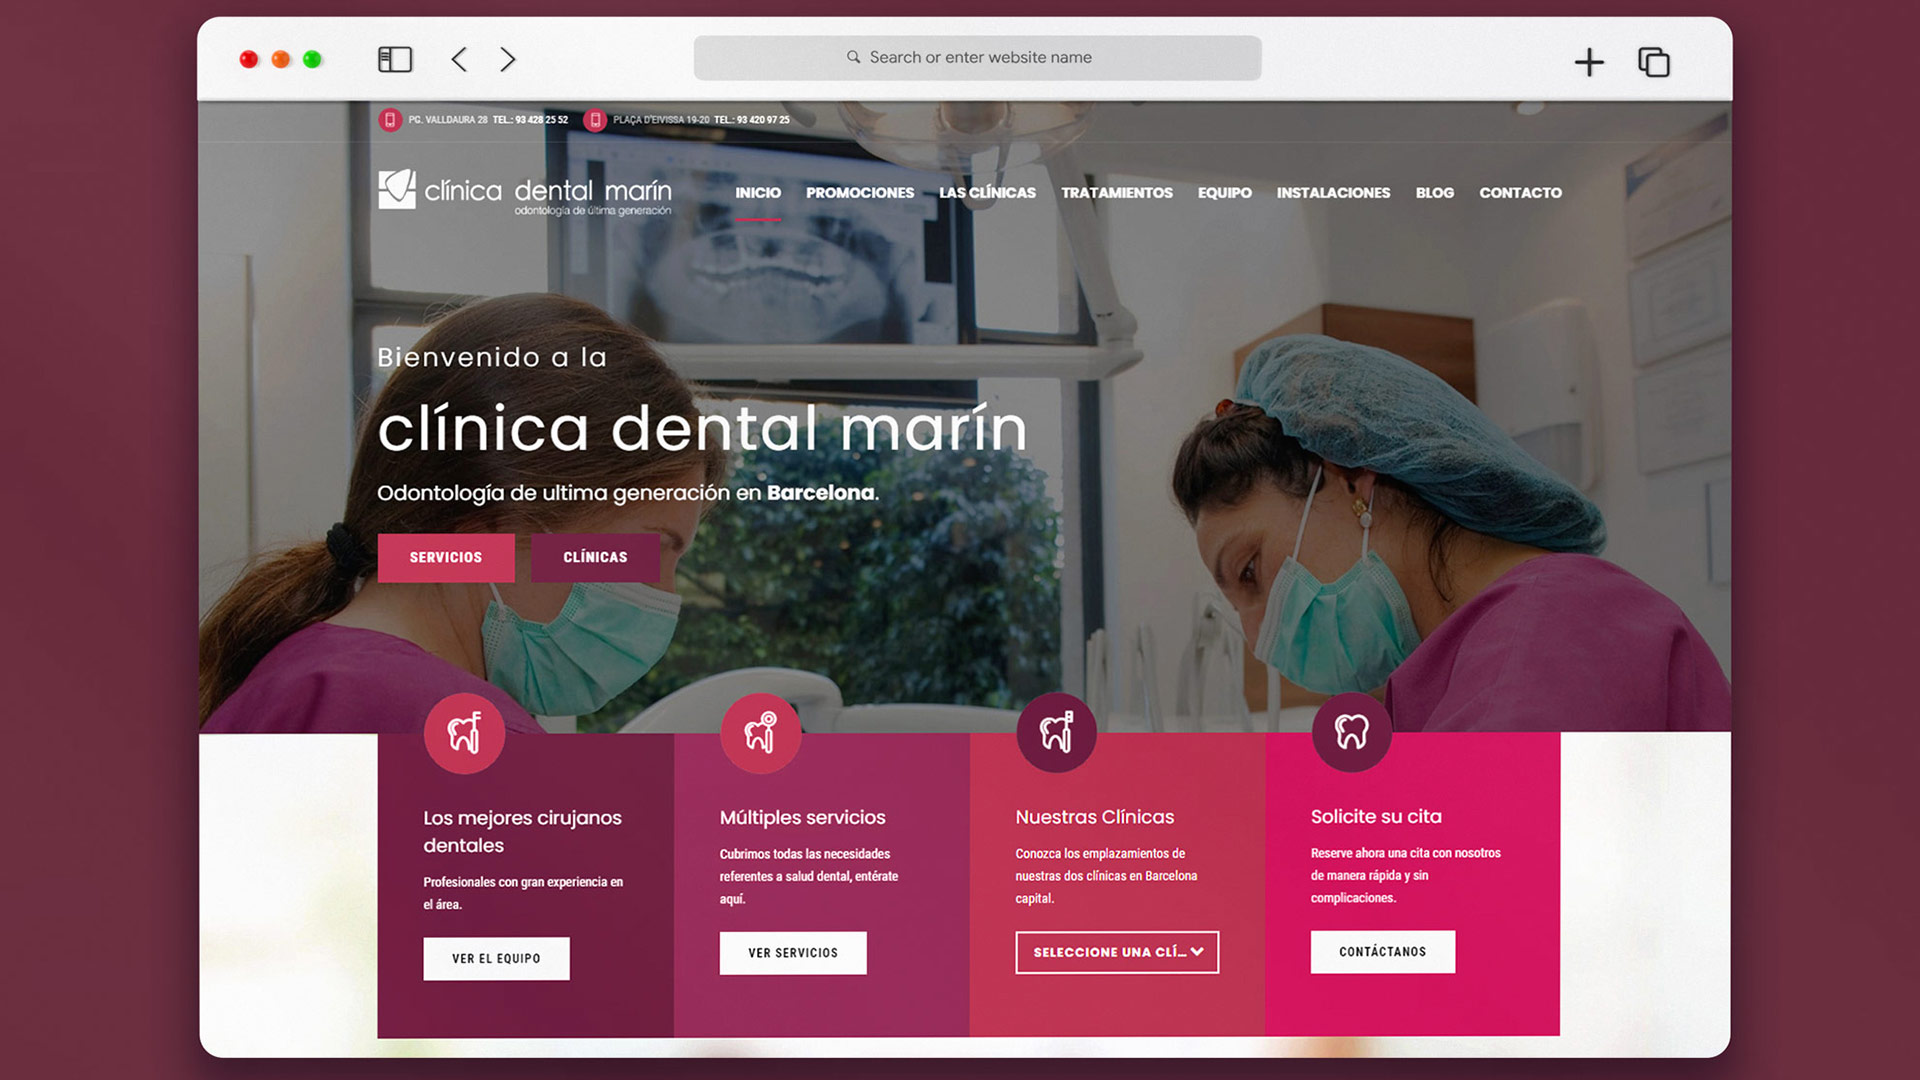 Search or enter website name
PG. VALLDAURA 28 TEL.: 93 428 25 52
PLAÇA D'EIVISSA 19-20 TEL.: 93 420 97 25
clínica dental marín
odontología de última generación
INICIO PROMOCIONES LAS CLÍNICAS TRATAMIENTOS EQUIPO INSTALACIONES BLOG CONTACTO
Bienvenido a la
clínica dental marín
Odontología de ultima generación en Barcelona.
SERVICIOS
CLÍNICAS
Los mejores cirujanos
dentales
Profesionales con gran experiencia en
el área.
VER EL EQUIPO
Múltiples servicios
Cubrimos todas las necesidades
referentes a salud dental, entérate
aquí.
VER SERVICIOS
Nuestras Clínicas
Conozca los emplazamientos de
nuestras dos clínicas en Barcelona
capital.
SELECCIONE UNA CLÍ...
Solicite su cita
Reserve ahora una cita con nosotros
de manera rápida y sin
complicaciones.
CONTÁCTANOS